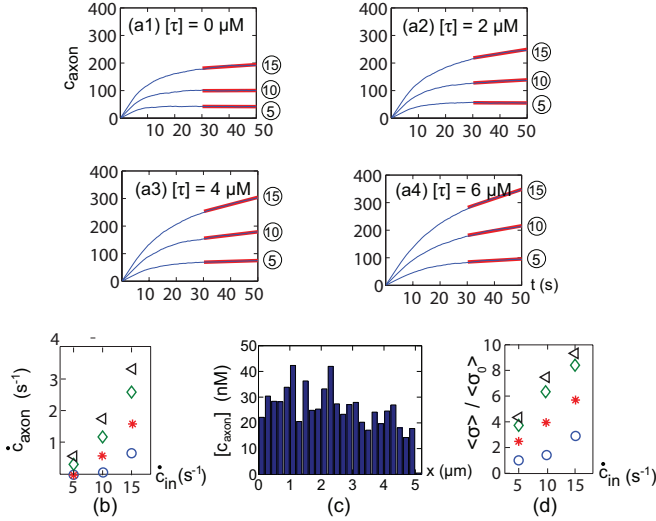 (a1) [τ] = 0 µM
(a2) [τ] = 2 µM
c_axon
400
300
200
100
0
10 20 30 40 50
15
10
5
400
300
200
100
0
10 20 30 40 50
15
10
5
(a3) [τ] = 4 µM
(a4) [τ] = 6 µM
400
300
200
100
0
10 20 30 40 50
15
10
5
400
300
200
100
0
10 20 30 40 50
t (s)
15
10
5
ċ_axon (s⁻¹)
4
3
2
1
0
5 10 15
ċ_in (s⁻¹)
(b)
[c_axon] (nM)
50
40
30
20
10
0
0 1 2 3 4 5
x (µm)
(c)
<σ> / <σ₀>
8
6
4
2
0
5 10 15
ċ_in (s⁻¹)
(d)